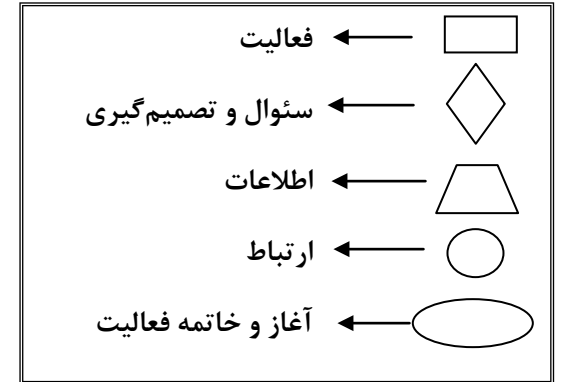 فعالیت
سئوال و تصمیم‌گیری
اطلاعات
ارتباط
آغاز و خاتمه فعالیت